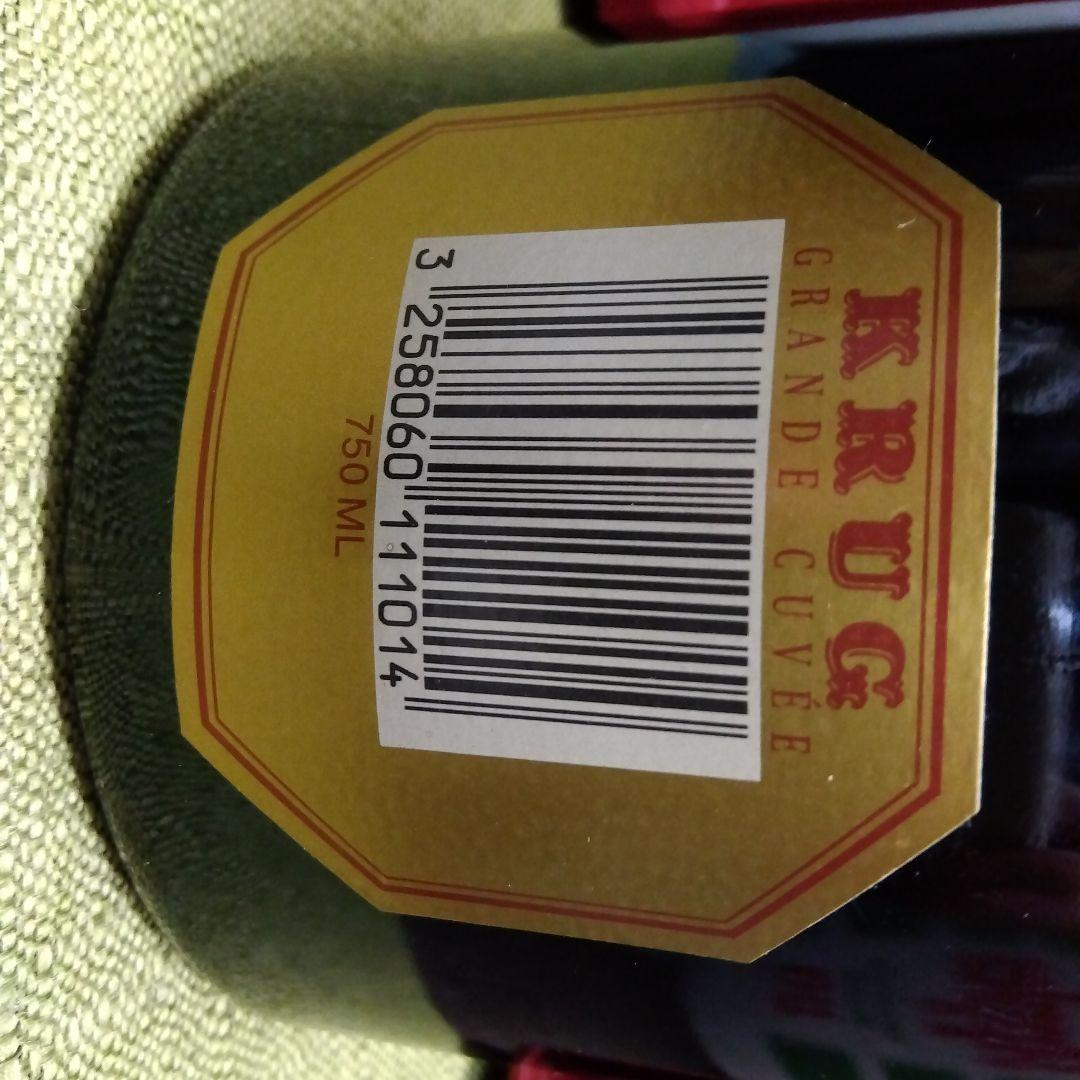 KRUG
GRANDE CUVÉE
3 258060 111014
750 ML